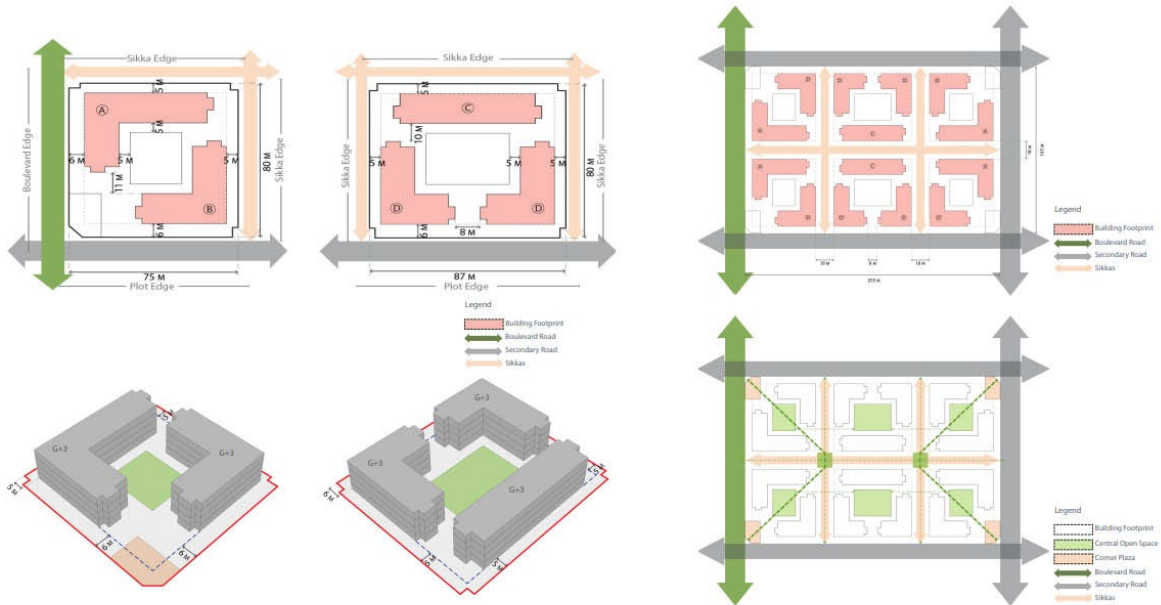 Sikka Edge
Boulevard Edge
Sikka Edge
A
B
5 M
5 M
6 M
5 M
5 M
11 M
6 M
80 M
75 M
Plot Edge
Sikka Edge
Sikka Edge
Sikka Edge
C
D
D
5 M
10 M
5 M
5 M
5 M
8 M
6 M
80 M
87 M
Plot Edge
Legend
Building Footprint
Boulevard Road
Secondary Road
Sikkas
D
D
D
D
A
C
A
A
C
A
D
D
D
D
Legend
Building Footprint
Boulevard Road
Secondary Road
Sikkas
G+3
G+3
5 M
6 M
6 M
G+3
G+3
G+3
6 M
5 M
Legend
Building Footprint
Central Open Space
Corner Plaza
Boulevard Road
Secondary Road
Sikkas